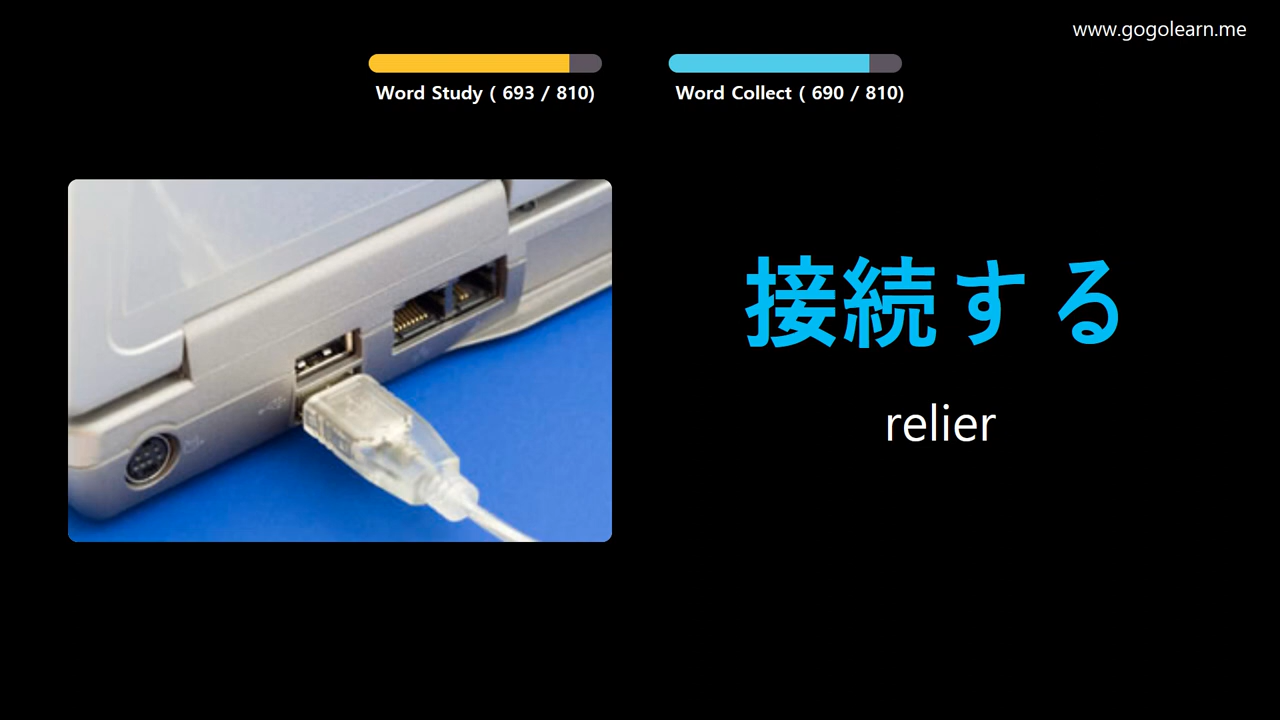 www.gogolearn.me
Word Study ( 693 / 810)
Word Collect ( 690 / 810)
接続する
relier